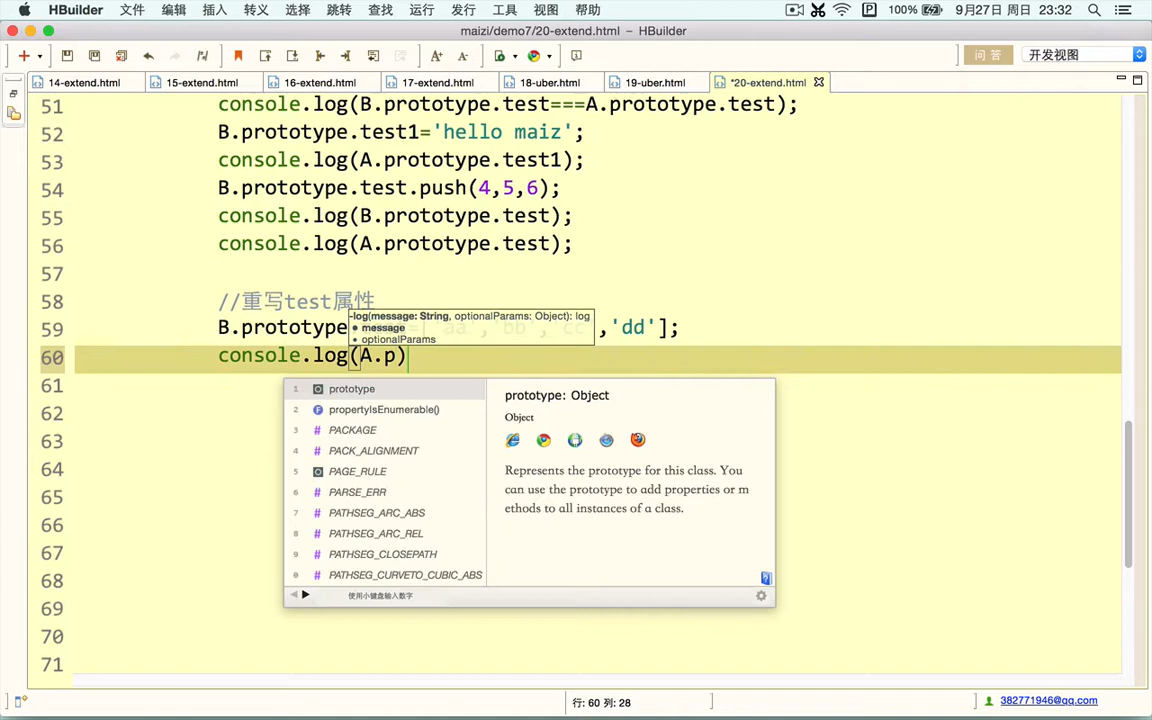 HBuilder 文件 编辑 插入 转义 选择 跳转 查找 运行 发行 工具 视图 帮助 100% 9月27日 周日 23:32
maizi/demo7/20-extend.html – HBuilder
问 答 开发视图
14-extend.html 15-extend.html 16-extend.html 17-extend.html 18-uber.html 19-uber.html *20-extend.html
51 console.log(B.prototype.test===A.prototype.test);
52 B.prototype.test1='hello maiz';
53 console.log(A.prototype.test1);
54 B.prototype.test.push(4,5,6);
55 console.log(B.prototype.test);
56 console.log(A.prototype.test);
57
58 //重写test属性
-log(message: String, optionalParams: Object): log
message
optionalParams
59 B.prototype.test=['aa','bb','cc','dd'];
60 console.log(A.p)
61
62
63
64
65
66
67
68
69
70
71
1 prototype
2 propertyIsEnumerable()
3 PACKAGE
4 PACK_ALIGNMENT
5 PAGE_RULE
6 PARSE_ERR
7 PATHSEG_ARC_ABS
8 PATHSEG_ARC_REL
9 PATHSEG_CLOSEPATH
0 PATHSEG_CURVETO_CUBIC_ABS
使用小键盘输入数字
prototype: Object
Object
Represents the prototype for this class. You
can use the prototype to add properties or m
ethods to all instances of a class.
行: 60 列: 28
382771946@qq.com